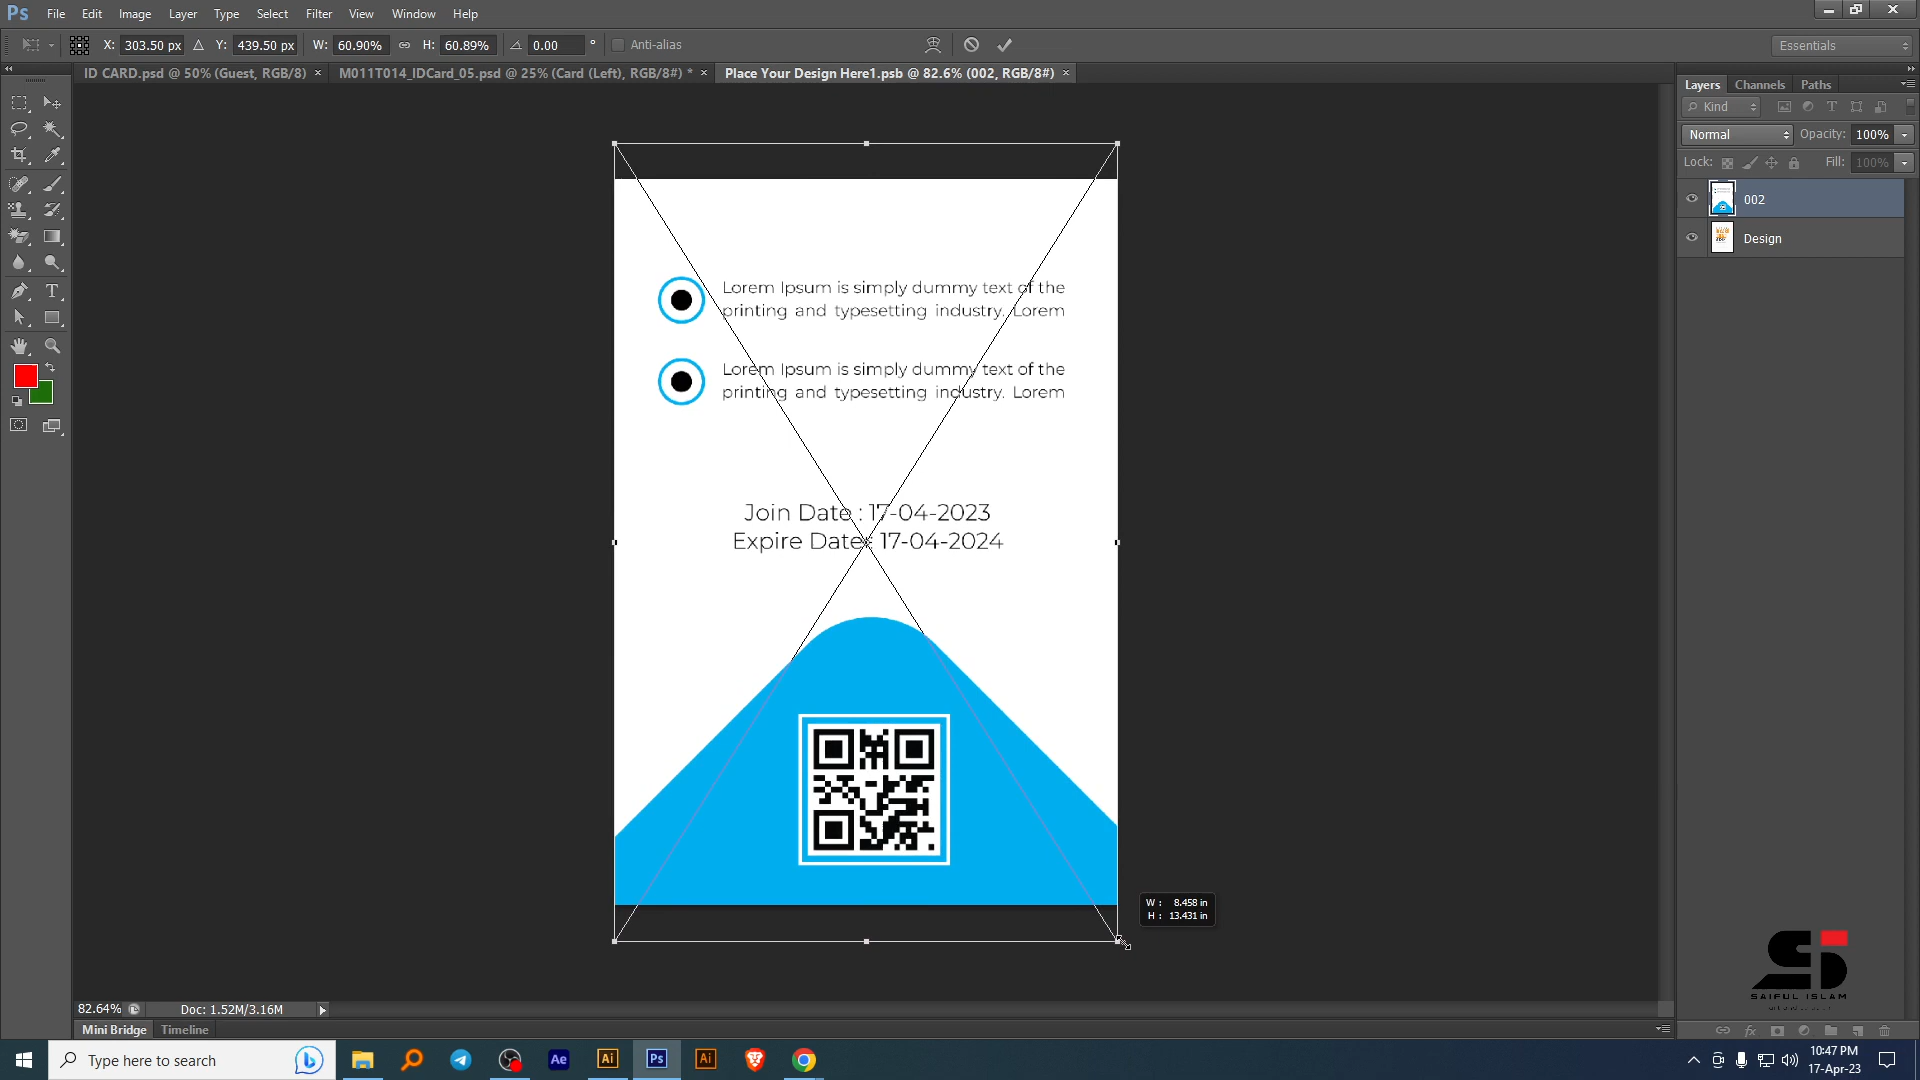 Ps File Edit Image Layer Type Select Filter View Window Help
X: 303.50 px Y: 439.50 px W: 60.90% H: 60.89% 0.00 ° Anti-alias Essentials
ID CARD.psd @ 50% (Guest, RGB/8) × M011T014_IDCard_05.psd @ 25% (Card (Left), RGB/8#) * × Place Your Design Here1.psb @ 82.6% (002, RGB/8#) ×
Layers Channels Paths
Kind
Normal Opacity: 100%
Lock: Fill: 100%
002
Design
Lorem Ipsum is simply dummy text of the
printing and typesetting industry. Lorem
Lorem Ipsum is simply dummy text of the
printing and typesetting industry. Lorem
Join Date : 17-04-2023
Expire Date : 17-04-2024
W : 8.458 in
H : 13.431 in
SAIFUL ISLAM
82.64% Doc: 1.52M/3.16M
Mini Bridge Timeline
Type here to search
Ae Ai Ps Ai
10:47 PM
17-Apr-23